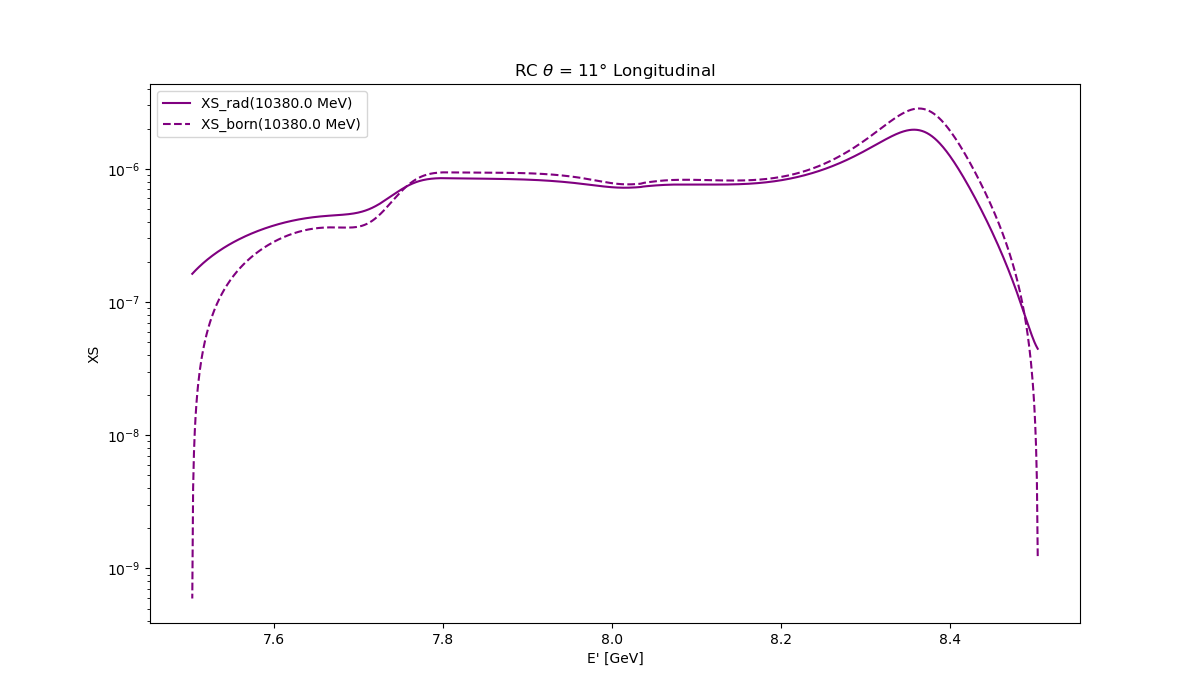 RC θ = 11° Longitudinal
XS_rad(10380.0 MeV)
XS_born(10380.0 MeV)
10⁻⁶
10⁻⁷
10⁻⁸
10⁻⁹
XS
7.6 7.8 8.0 8.2 8.4
E' [GeV]